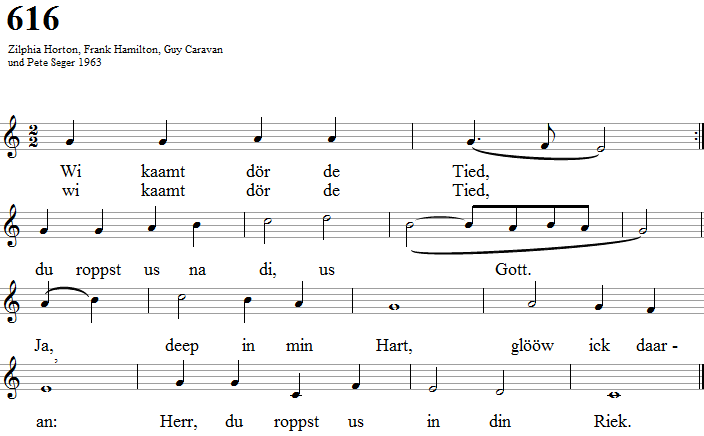 616
Zilphia Horton, Frank Hamilton, Guy Caravan
und Pete Seger 1963
Wi kaamt dör de Tied,
wi kaamt dör de Tied,
du roppst us na di, us Gott.
Ja, deep in min Hart, glööw ick daar -
an: Herr, du roppst us in din Riek.